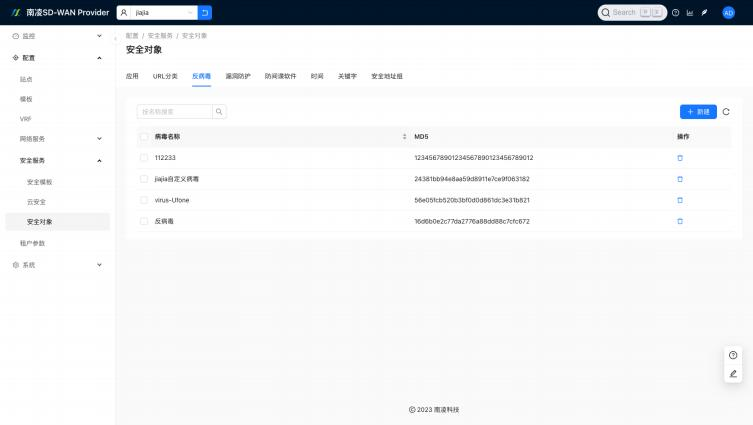 南凌SD-WAN Provider
jiajia
Search
AD
监控
配置
站点
模板
VRF
网络服务
安全服务
安全模板
云安全
安全对象
租户参数
系统
配置 / 安全服务 / 安全对象
安全对象
应用 URL分类 反病毒 漏洞防护 防间谍软件 时间 关键字 安全地址组
按名称搜索
+ 新建
病毒名称 MD5 操作
112233 12345678901234567890123456789012
jiajia自定义病毒 24381bb94e8aa59d8911e7ce9f063182
virus-Ufone 56e05fcb520b3bf0d0d861dc3e31b821
反病毒 16d6b0e2c77da2776a88dd88c7cfc672
© 2023 南凌科技